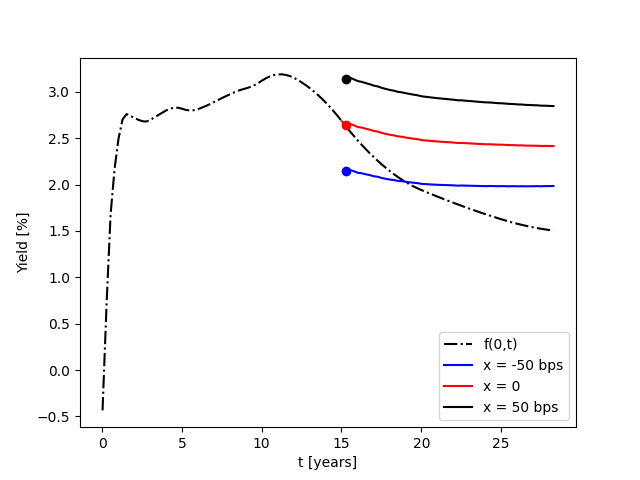 3.0
2.5
2.0
1.5
1.0
0.5
0.0
−0.5
Yield [%]
0 5 10 15 20 25
t [years]
f(0,t)
x = -50 bps
x = 0
x = 50 bps